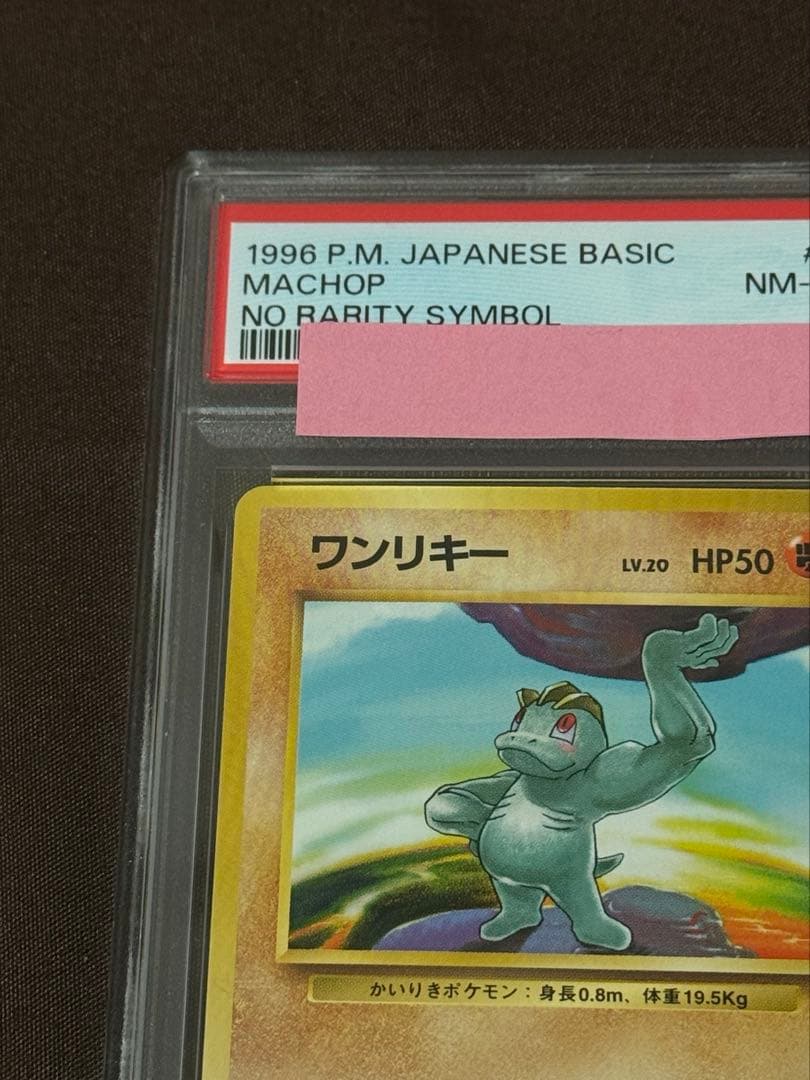 1996 P.M. JAPANESE BASIC #
MACHOP NM-
NO RARITY SYMBOL
ワンリキー LV.20 HP50
かいりきポケモン：身長0.8m、体重19.5Kg